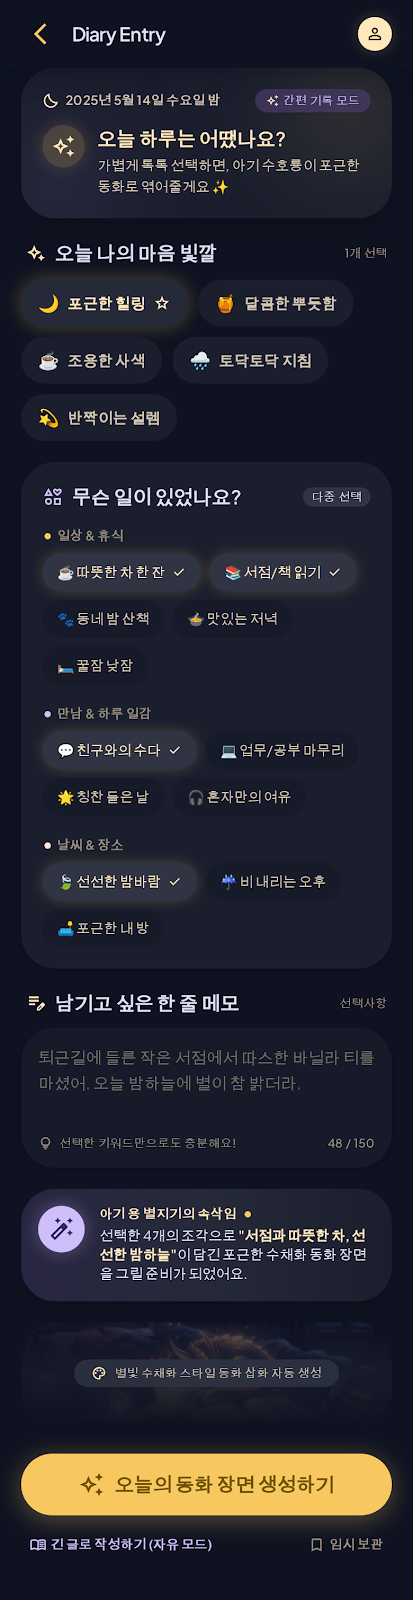 Diary Entry
2025년 5월 14일 수요일 밤
간편 기록 모드
오늘 하루는 어땠나요?
가볍게 톡톡 선택하면, 아기 수호룡이 포근한
동화로 엮어줄게요 ✨
오늘 나의 마음 빛깔
1개 선택
🌙 포근한 힐링 ☆
🍯 달콤한 뿌듯함
☕ 조용한 사색
🌧️ 토닥토닥 지침
💫 반짝이는 설렘
무슨 일이 있었나요?
다중 선택
일상 & 휴식
☕ 따뜻한 차 한 잔 ✓
📚 서점/책 읽기 ✓
🐾 동네 밤 산책
🍲 맛있는 저녁
🛏️ 꿀잠 낮잠
만남 & 하루 일감
💬 친구와의 수다 ✓
💻 업무/공부 마무리
🌟 칭찬 들은 날
🎧 혼자만의 여유
날씨 & 장소
🍃 선선한 밤바람 ✓
☔ 비 내리는 오후
🛋️ 포근한 내 방
남기고 싶은 한 줄 메모
선택사항
퇴근길에 들른 작은 서점에서 따스한 바닐라 티를
마셨어. 오늘 밤하늘에 별이 참 밝더라.
선택한 키워드만으로도 충분해요!
48 / 150
아기 용 별지기의 속삭임
선택한 4개의 조각으로 "서점과 따뜻한 차, 선
선한 밤하늘"이 담긴 포근한 수채화 동화 장면
을 그릴 준비가 되었어요.
별빛 수채화 스타일 동화 삽화 자동 생성
오늘의 동화 장면 생성하기
긴 글로 작성하기 (자유 모드)
임시 보관